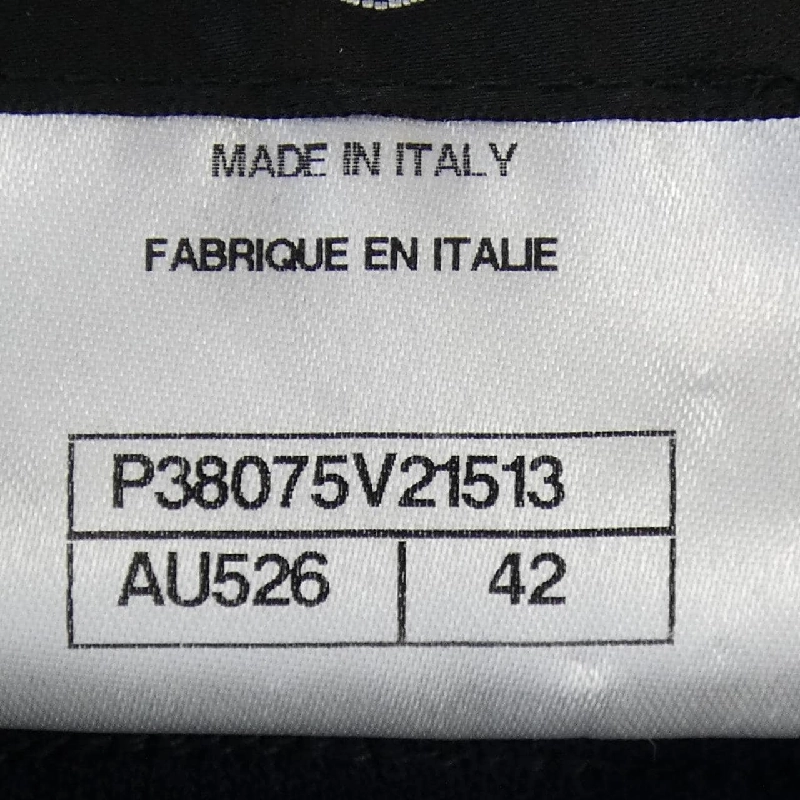 MADE IN ITALY
FABRIQUE EN ITALIE
P38075V21513
AU526 42